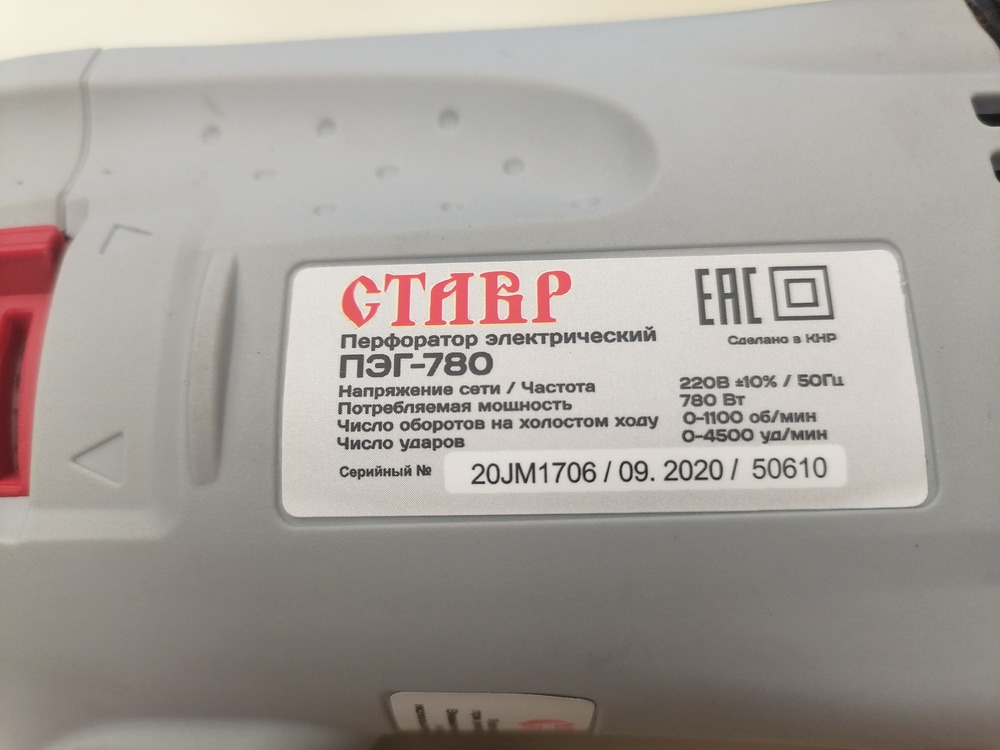 СТАВР
EAC
Сделано в КНР
Перфоратор электрический
ПЭГ-780
Напряжение сети / Частота 220В ±10% / 50Гц
Потребляемая мощность 780 Вт
Число оборотов на холостом ходу 0-1100 об/мин
Число ударов 0-4500 уд/мин
Серийный № 20JM1706 / 09. 2020 / 50610